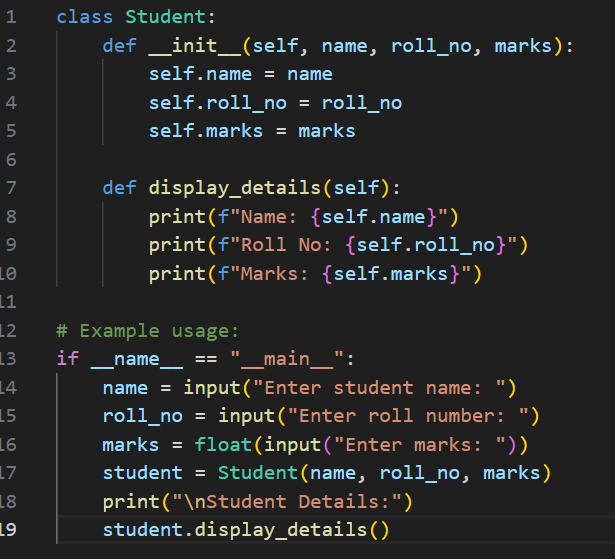 1 class Student:
2     def __init__(self, name, roll_no, marks):
3         self.name = name
4         self.roll_no = roll_no
5         self.marks = marks
6
7     def display_details(self):
8         print(f"Name: {self.name}")
9         print(f"Roll No: {self.roll_no}")
10         print(f"Marks: {self.marks}")
11
12 # Example usage:
13 if __name__ == "__main__":
14     name = input("Enter student name: ")
15     roll_no = input("Enter roll number: ")
16     marks = float(input("Enter marks: "))
17     student = Student(name, roll_no, marks)
18     print("\nStudent Details:")
19     student.display_details()